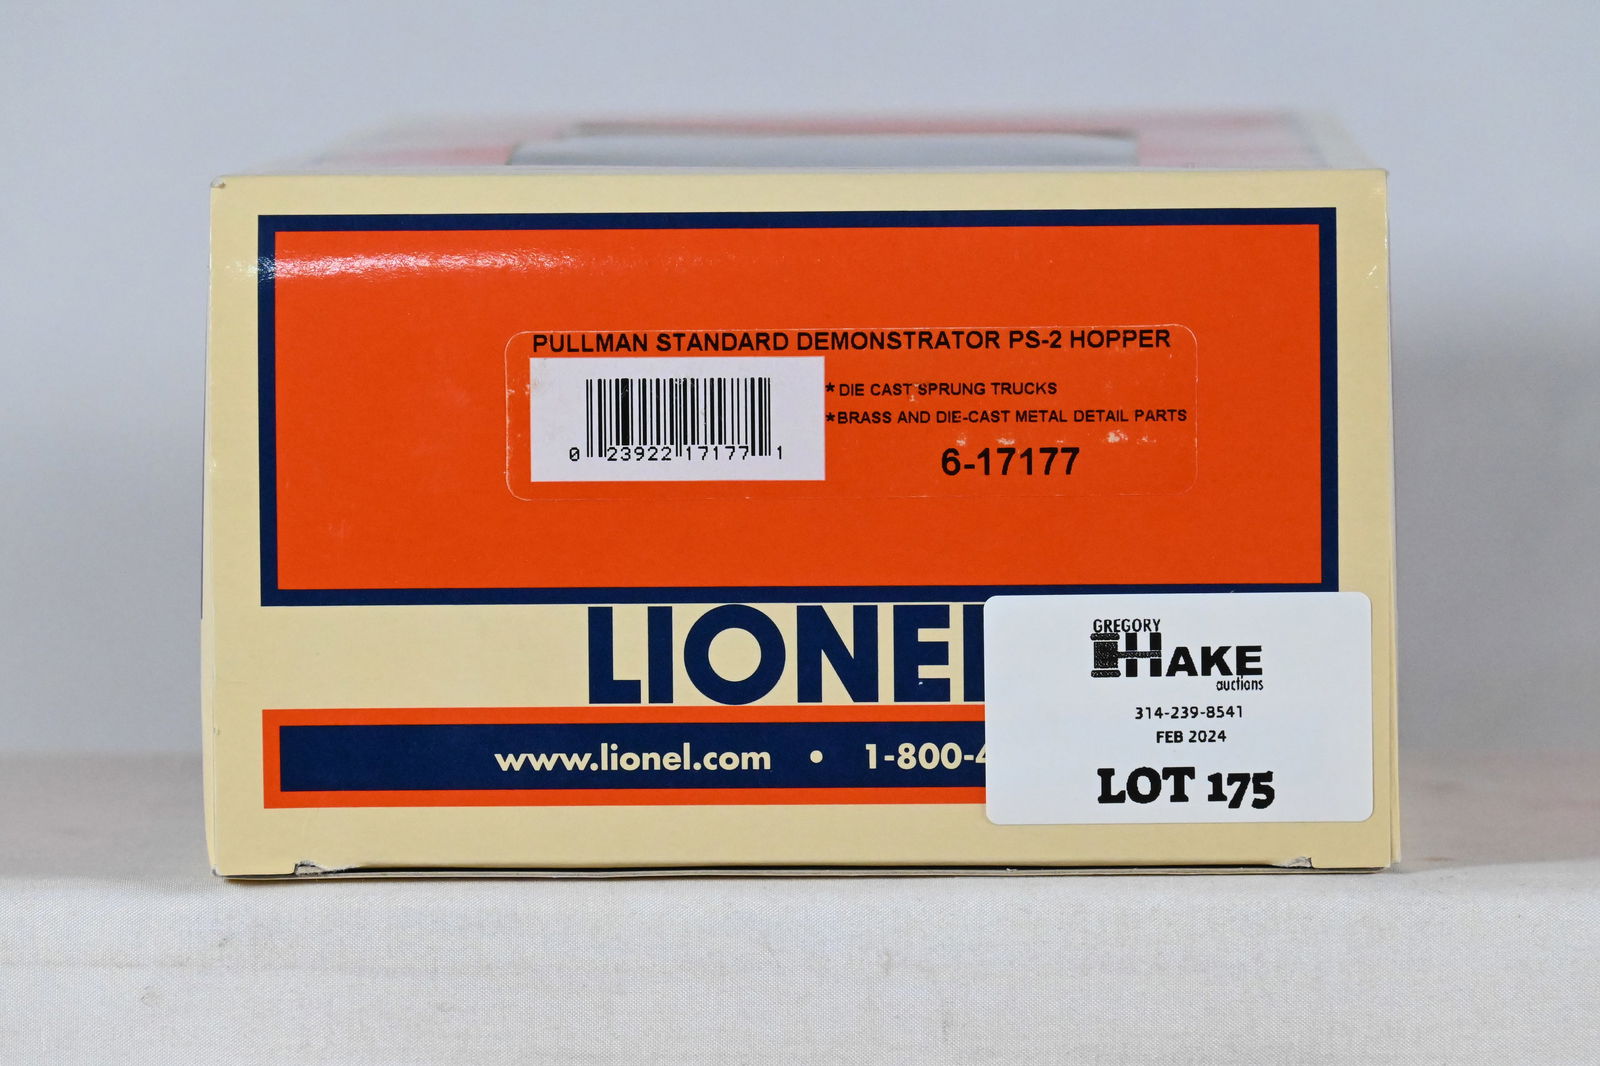 PULLMAN STANDARD DEMONSTRATOR PS-2 HOPPER
* DIE CAST SPRUNG TRUCKS
*BRASS AND DIE-CAST METAL DETAIL PARTS
0 23922 17177 1
6-17177
LIONEL
www.lionel.com • 1-800-4
GREGORY
HAKE
auctions
314-239-8541
FEB 2024
LOT 175